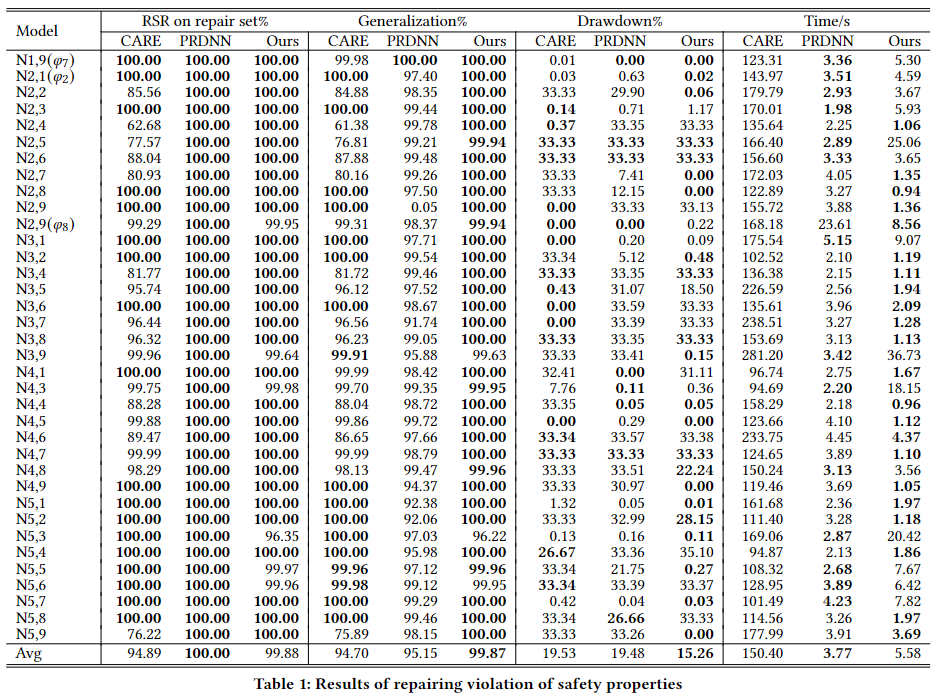 Model RSR on repair set% Generalization% Drawdown% Time/s
CARE PRDNN Ours CARE PRDNN Ours CARE PRDNN Ours CARE PRDNN Ours
N1,9(φ7) 100.00 100.00 100.00 99.98 100.00 100.00 0.01 0.00 0.00 123.31 3.36 5.30
N2,1(φ2) 100.00 100.00 100.00 100.00 97.40 100.00 0.03 0.63 0.02 143.97 3.51 4.59
N2,2 85.56 100.00 100.00 84.88 98.35 100.00 33.33 29.90 0.06 179.79 2.93 3.67
N2,3 100.00 100.00 100.00 100.00 99.44 100.00 0.14 0.71 1.17 170.01 1.98 5.93
N2,4 62.68 100.00 100.00 61.38 99.78 100.00 0.37 33.35 33.33 135.64 2.25 1.06
N2,5 77.57 100.00 100.00 76.81 99.21 99.94 33.33 33.33 33.33 166.40 2.89 25.06
N2,6 88.04 100.00 100.00 87.88 99.48 100.00 33.33 33.33 33.33 156.60 3.33 3.65
N2,7 80.93 100.00 100.00 80.16 99.26 100.00 33.33 7.41 0.00 172.03 4.05 1.35
N2,8 100.00 100.00 100.00 100.00 97.50 100.00 33.33 12.15 0.00 122.89 3.27 0.94
N2,9 100.00 100.00 100.00 100.00 0.05 100.00 0.00 33.33 33.13 155.72 3.88 1.36
N2,9(φ8) 99.29 100.00 99.95 99.31 98.37 99.94 0.00 0.00 0.22 168.18 23.61 8.56
N3,1 100.00 100.00 100.00 100.00 97.71 100.00 0.00 0.20 0.09 175.54 5.15 9.07
N3,2 100.00 100.00 100.00 100.00 99.54 100.00 33.34 5.12 0.48 102.52 2.10 1.19
N3,4 81.77 100.00 100.00 81.72 99.46 100.00 33.33 33.35 33.33 136.38 2.15 1.11
N3,5 95.74 100.00 100.00 96.12 97.52 100.00 0.43 31.07 18.50 226.59 2.56 1.94
N3,6 100.00 100.00 100.00 100.00 98.67 100.00 0.00 33.59 33.33 135.61 3.96 2.09
N3,7 96.44 100.00 100.00 96.56 91.74 100.00 0.00 33.39 33.33 238.51 3.27 1.28
N3,8 96.32 100.00 100.00 96.23 99.05 100.00 33.33 33.35 33.33 153.69 3.13 1.13
N3,9 99.96 100.00 99.64 99.91 95.88 99.63 33.33 33.41 0.15 281.20 3.42 36.73
N4,1 100.00 100.00 100.00 99.99 98.42 100.00 32.41 0.00 31.11 96.74 2.75 1.67
N4,3 99.75 100.00 99.98 99.70 99.35 99.95 7.76 0.11 0.36 94.69 2.20 18.15
N4,4 88.28 100.00 100.00 88.04 98.72 100.00 33.35 0.05 0.05 158.29 2.18 0.96
N4,5 99.88 100.00 100.00 99.86 99.72 100.00 0.00 0.29 0.00 123.66 4.10 1.12
N4,6 89.47 100.00 100.00 86.65 97.66 100.00 33.34 33.57 33.38 233.75 4.45 4.37
N4,7 99.99 100.00 100.00 99.99 98.79 100.00 33.33 33.33 33.33 124.65 3.89 1.10
N4,8 98.29 100.00 100.00 98.13 99.47 99.96 33.33 33.51 22.24 150.24 3.13 3.56
N4,9 100.00 100.00 100.00 100.00 94.37 100.00 33.33 30.97 0.00 119.46 3.69 1.05
N5,1 100.00 100.00 100.00 100.00 92.38 100.00 1.32 0.05 0.01 161.68 2.36 1.97
N5,2 100.00 100.00 100.00 100.00 92.06 100.00 33.33 32.99 28.15 111.40 3.28 1.18
N5,3 100.00 100.00 96.35 100.00 97.03 96.22 0.13 0.16 0.11 169.06 2.87 20.42
N5,4 100.00 100.00 100.00 100.00 95.98 100.00 26.67 33.36 35.10 94.87 2.13 1.86
N5,5 100.00 100.00 99.97 99.96 97.12 99.96 33.34 21.75 0.27 108.32 2.68 7.67
N5,6 100.00 100.00 99.96 99.98 99.12 99.95 33.34 33.39 33.37 128.95 3.89 6.42
N5,7 100.00 100.00 100.00 100.00 99.29 100.00 0.42 0.04 0.03 101.49 4.23 7.82
N5,8 100.00 100.00 100.00 100.00 99.46 100.00 33.34 26.66 33.33 114.56 3.26 1.97
N5,9 76.22 100.00 100.00 75.89 98.15 100.00 33.33 33.26 0.00 177.99 3.91 3.69
Avg 94.89 100.00 99.88 94.70 95.15 99.87 19.53 19.48 15.26 150.40 3.77 5.58
Table 1: Results of repairing violation of safety properties